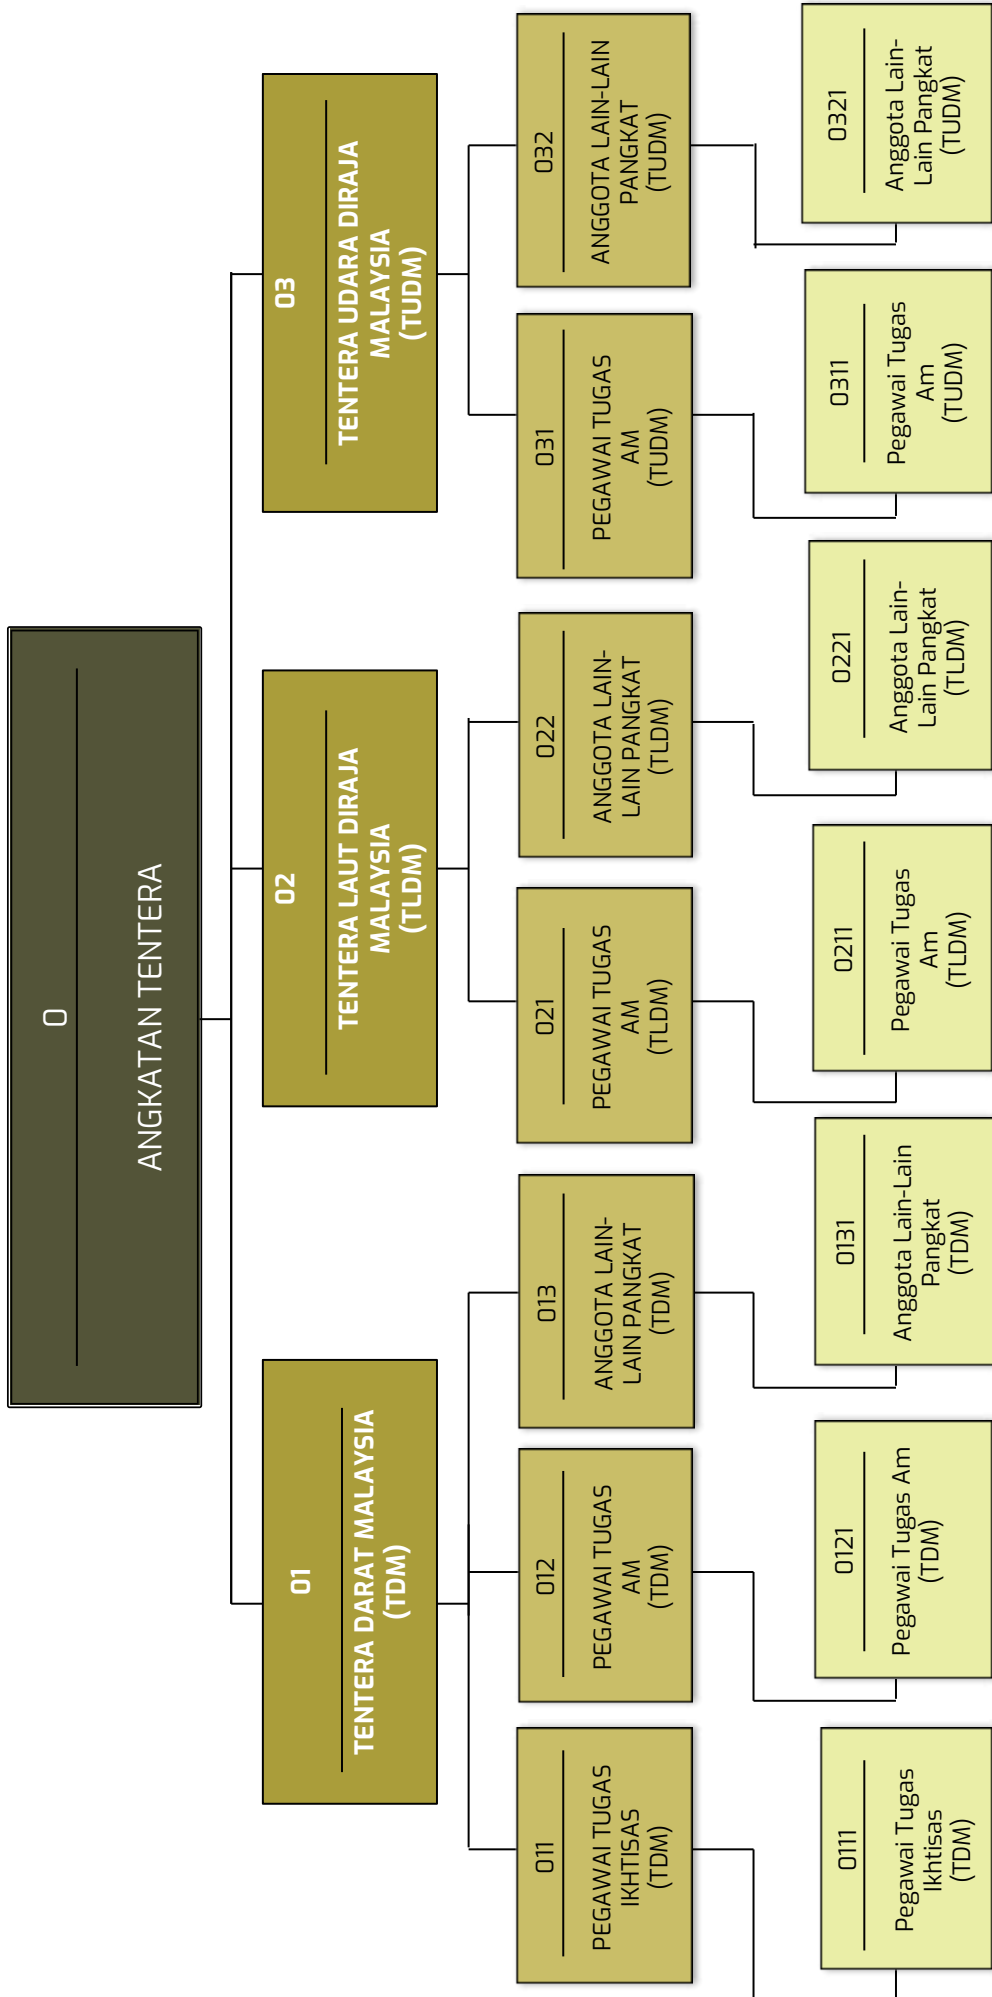 0
ANGKATAN TENTERA
01
TENTERA DARAT MALAYSIA
(TDM)
02
TENTERA LAUT DIRAJA
MALAYSIA
(TLDM)
03
TENTERA UDARA DIRAJA
MALAYSIA
(TUDM)
011
PEGAWAI TUGAS
IKHTISAS
(TDM)
012
PEGAWAI TUGAS
AM
(TDM)
013
ANGGOTA LAIN-
LAIN PANGKAT
(TDM)
021
PEGAWAI TUGAS
AM
(TLDM)
022
ANGGOTA LAIN-
LAIN PANGKAT
(TLDM)
031
PEGAWAI TUGAS
AM
(TUDM)
032
ANGGOTA LAIN-LAIN
PANGKAT
(TUDM)
0111
Pegawai Tugas
Ikhtisas
(TDM)
0121
Pegawai Tugas Am
(TDM)
0131
Anggota Lain-Lain
Pangkat
(TDM)
0211
Pegawai Tugas
Am
(TLDM)
0221
Anggota Lain-
Lain Pangkat
(TLDM)
0311
Pegawai Tugas
Am
(TUDM)
0321
Anggota Lain-
Lain Pangkat
(TUDM)